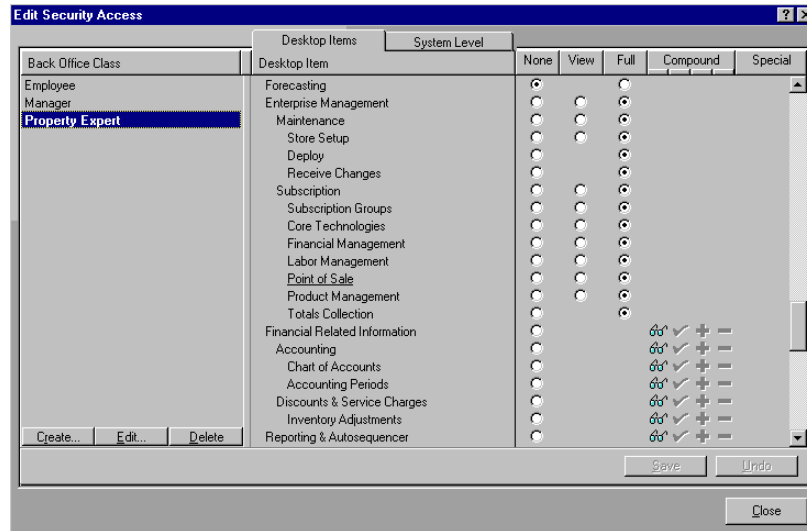 Edit Security Access
Desktop Items System Level
Back Office Class Desktop Item None View Full Compound Special
Employee Forecasting
Manager Enterprise Management
Property Expert Maintenance
Store Setup
Deploy
Receive Changes
Subscription
Subscription Groups
Core Technologies
Financial Management
Labor Management
Point of Sale
Product Management
Totals Collection
Financial Related Information
Accounting
Chart of Accounts
Accounting Periods
Discounts & Service Charges
Inventory Adjustments
Create... Edit... Delete Reporting & Autosequencer
Save Undo
Close